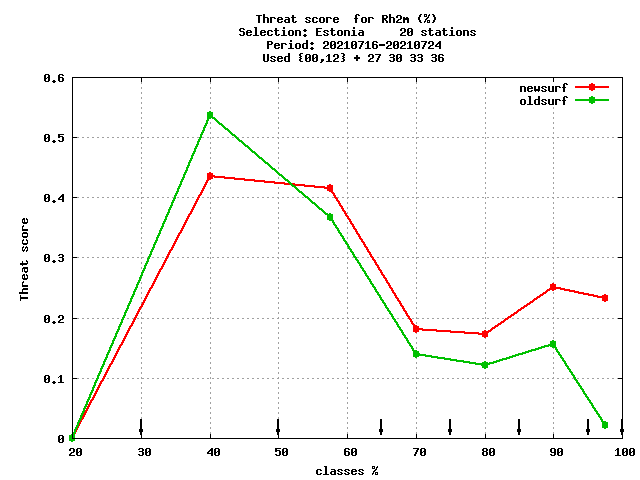 Threat score  for Rh2m (%)
Selection: Estonia     20 stations
Period: 20210716-20210724
Used {00,12} + 27 30 33 36
newsurf
oldsurf
0.6
0.5
0.4
0.3
0.2
0.1
0
Threat score
20 30 40 50 60 70 80 90 100
classes %